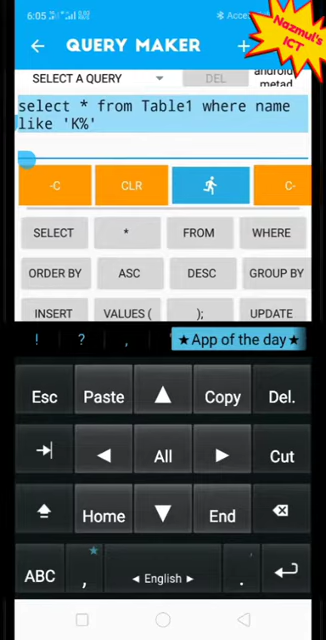 6:05
Acce
Nazmul's
ICT
QUERY MAKER
SELECT A QUERY
DEL
android
metad
select * from Table1 where name
like 'K%'
-C
CLR
C-
SELECT
*
FROM
WHERE
ORDER BY
ASC
DESC
GROUP BY
INSERT
VALUES (
);
UPDATE
! ? ,
★App of the day★
Esc
Paste
▲
Copy
Del.
◄
All
►
Cut
Home
▼
End
ABC
,
◄ English ►
.